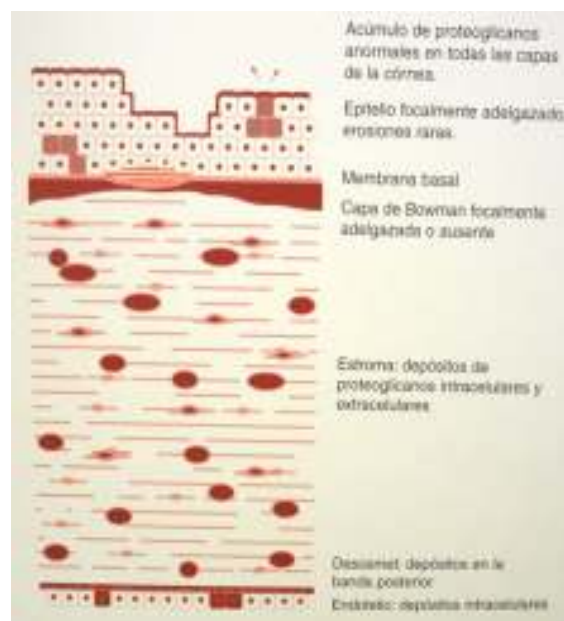 Acúmulo de proteoglicanos
anormales en todas las capas
de la córnea.
Epitelio focalmente adelgazado
erosiones raras.
Membrana basal
Capa de Bowman focalmente
adelgazada o ausente
Estroma: depósitos de
proteoglicanos intracelulares y
extracelulares
Descemet: depósitos en la
banda posterior
Endotelio: depósitos intracelulares